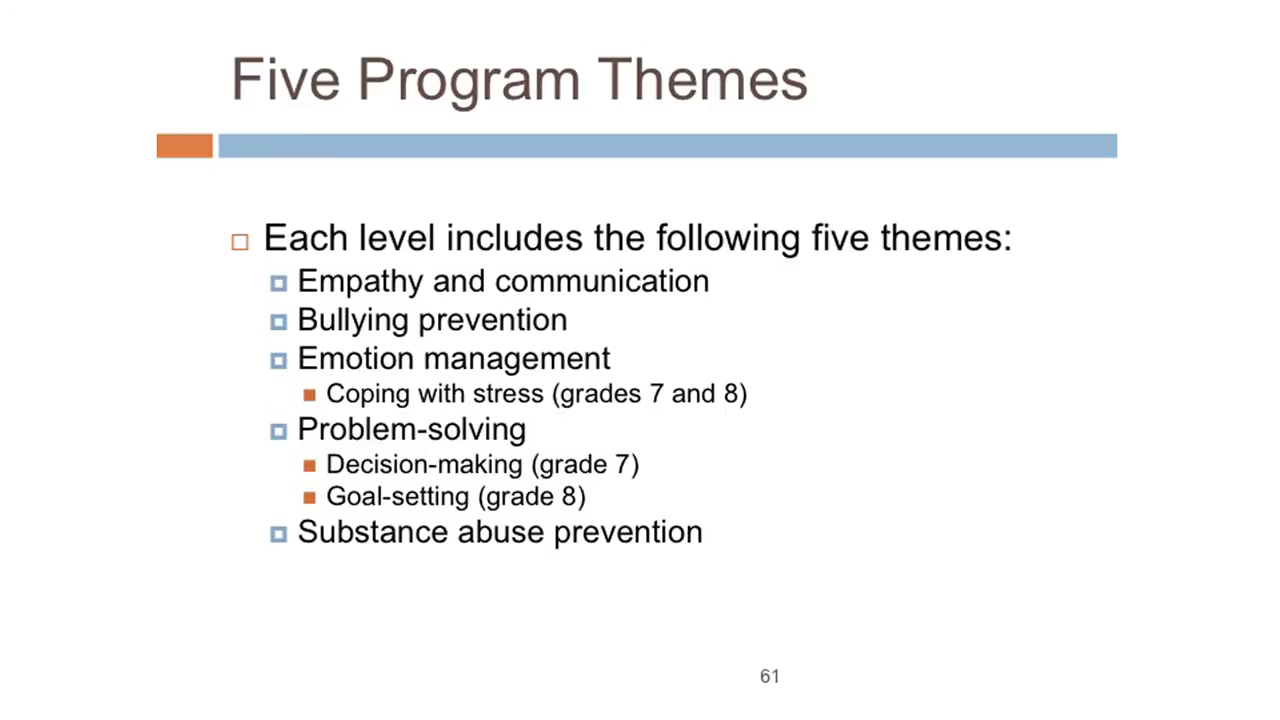 Five Program Themes
Each level includes the following five themes:
Empathy and communication
Bullying prevention
Emotion management
Coping with stress (grades 7 and 8)
Problem-solving
Decision-making (grade 7)
Goal-setting (grade 8)
Substance abuse prevention
61